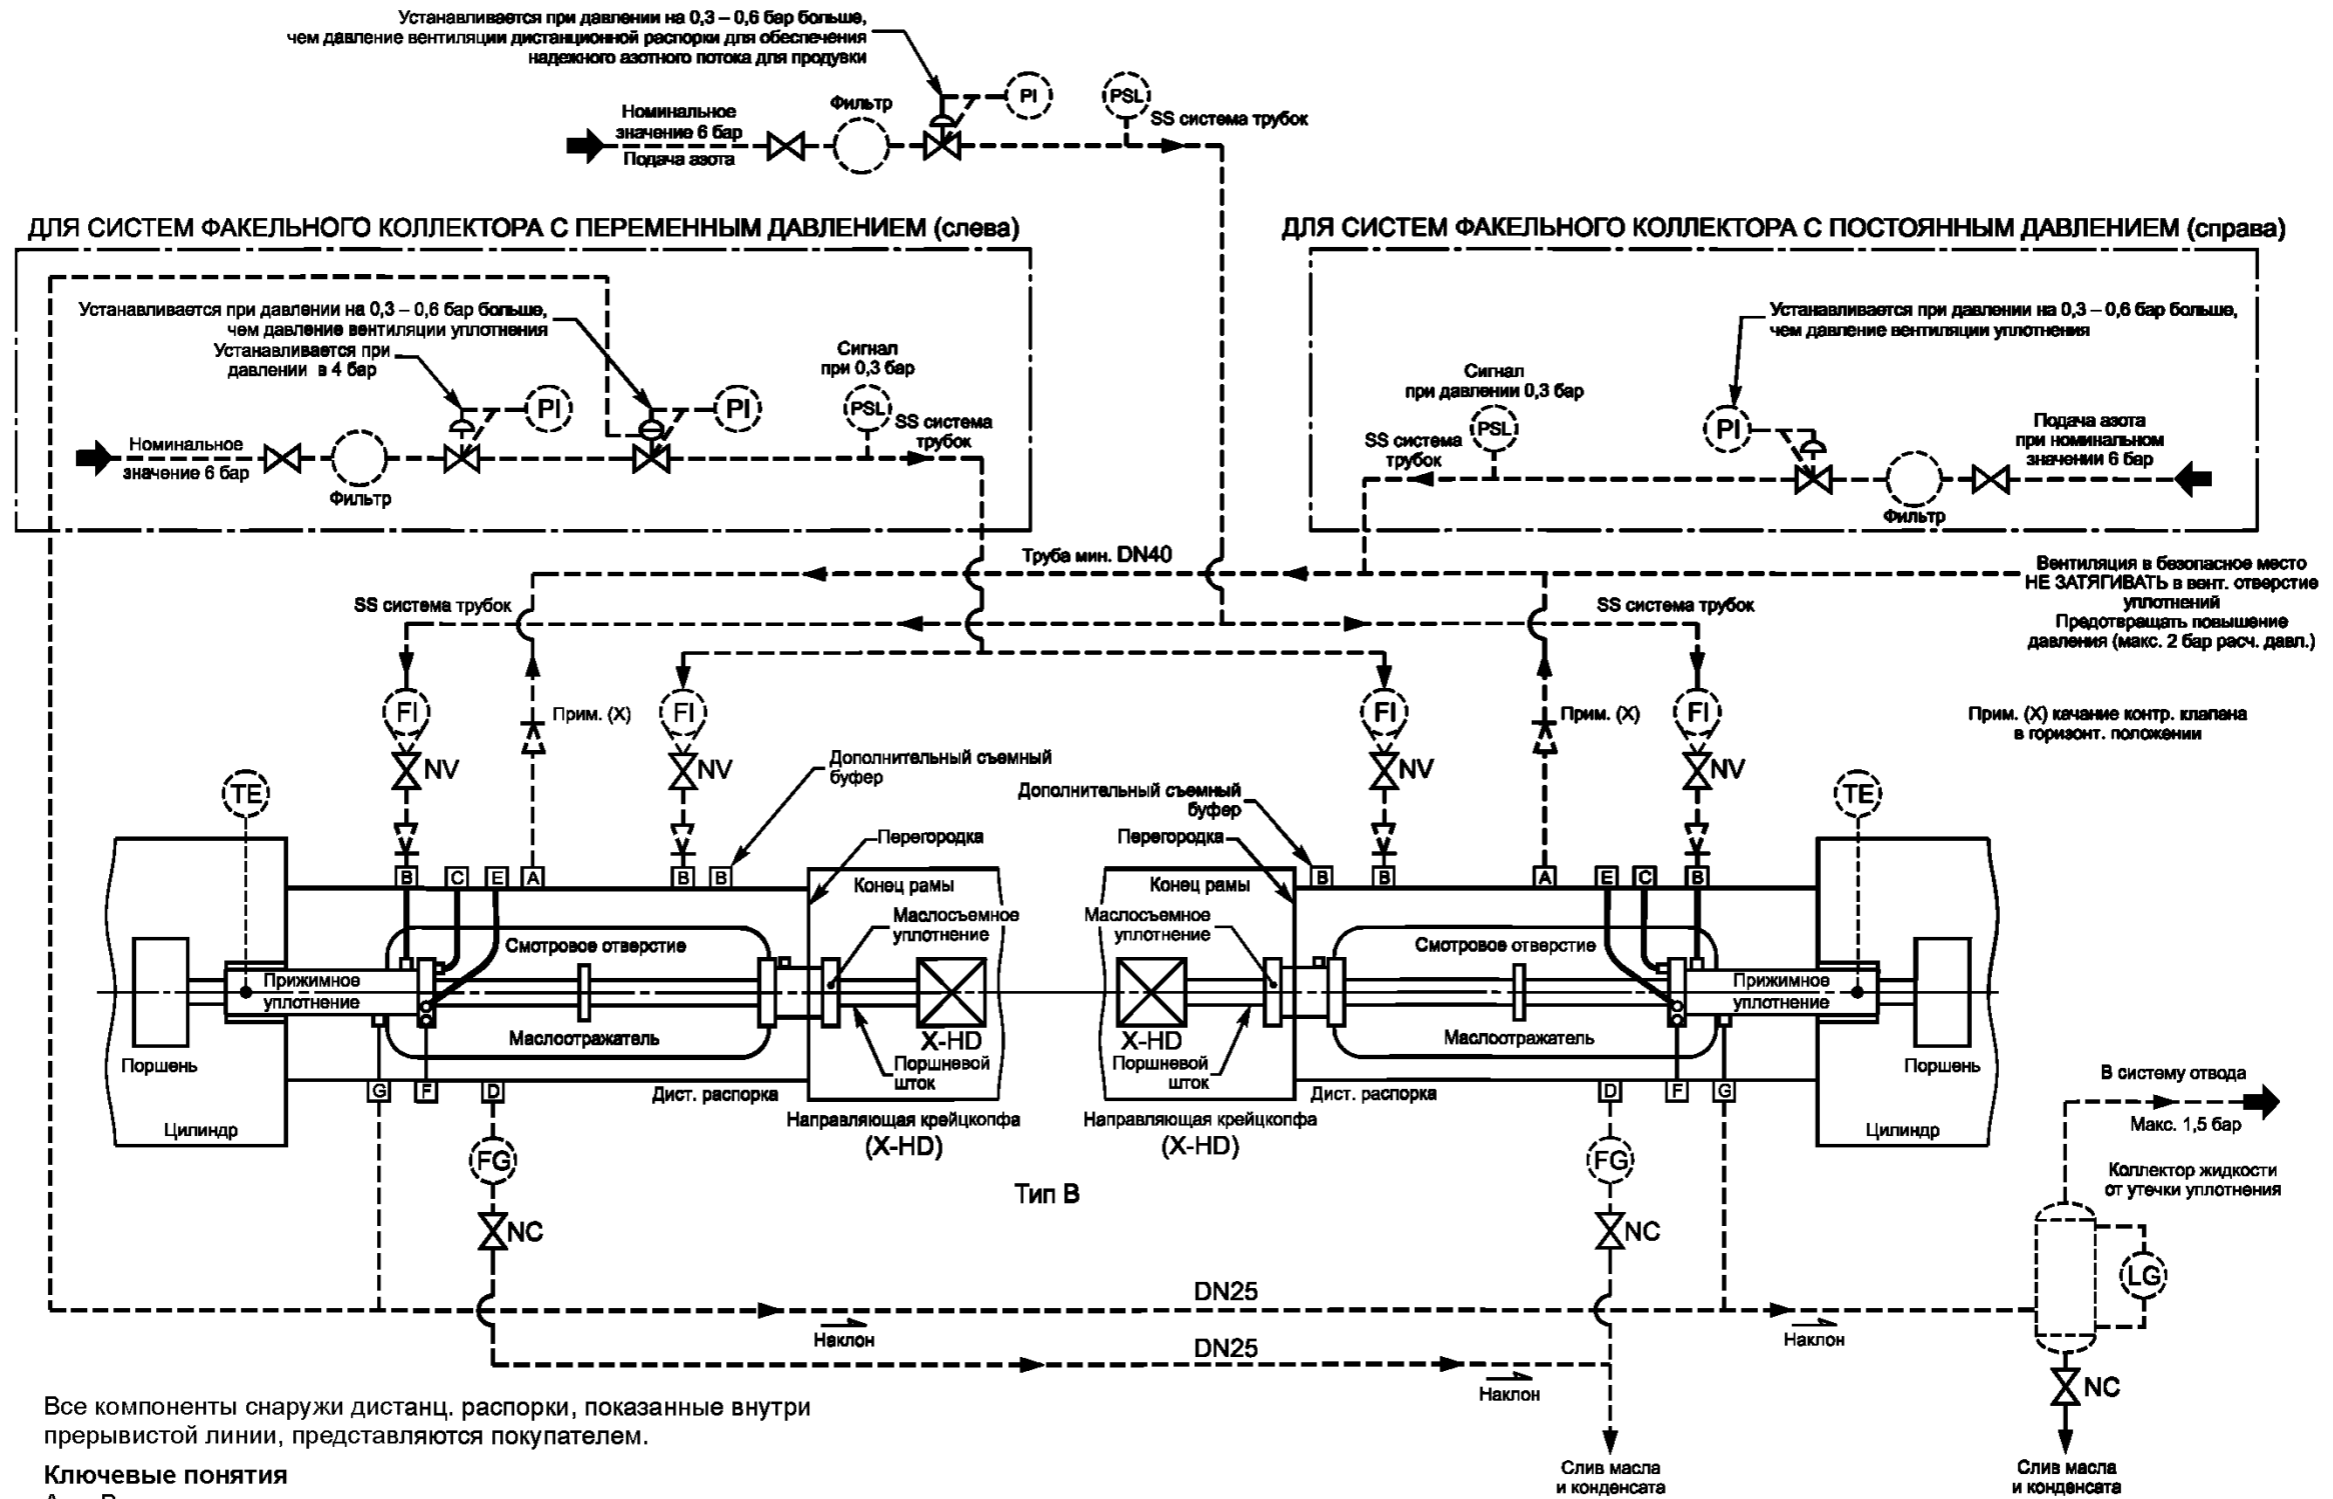 Устанавливается при давлении на 0,3 – 0,6 бар больше,
чем давление вентиляции дистанционной распорки для обеспечения
надежного азотного потока для продувки
Номинальное
значение 6 бар
Подача азота
Фильтр
PI
PSL
SS система трубок
ДЛЯ СИСТЕМ ФАКЕЛЬНОГО КОЛЛЕКТОРА С ПЕРЕМЕННЫМ ДАВЛЕНИЕМ (слева)
Устанавливается при давлении на 0,3 – 0,6 бар больше,
чем давление вентиляции уплотнения
Устанавливается при
давлении в 4 бар
PI
PI
Сигнал
при 0,3 бар
PSL
SS система
трубок
Номинальное
значение 6 бар
Фильтр
ДЛЯ СИСТЕМ ФАКЕЛЬНОГО КОЛЛЕКТОРА С ПОСТОЯННЫМ ДАВЛЕНИЕМ (справа)
Устанавливается при давлении на 0,3 – 0,6 бар больше,
чем давление вентиляции уплотнения
Сигнал
при давлении 0,3 бар
PSL
PI
SS система
трубок
Подача азота
при номинальном
значении 6 бар
Фильтр
Труба мин. DN40
Вентиляция в безопасное место
НЕ ЗАТЯГИВАТЬ в вент. отверстие
уплотнений
Предотвращать повышение
давления (макс. 2 бар расч. давл.)
SS система трубок
SS система трубок
FI
Прим. (X)
FI
FI
Прим. (X)
FI
Прим. (X) качание контр. клапана
в горизонт. положении
NV
NV
NV
NV
Дополнительный съемный
буфер
Дополнительный съемный
буфер
TE
TE
Перегородка
Перегородка
B
C
E
A
B
B
B
B
A
E
C
B
Конец рамы
Конец рамы
Маслосъемное
уплотнение
Маслосъемное
уплотнение
Смотровое отверстие
Смотровое отверстие
Прижимное
уплотнение
Прижимное
уплотнение
Маслоотражатель
Маслоотражатель
X-HD
X-HD
Поршневой
шток
Поршневой
шток
Поршень
Поршень
G
F
D
Дист. распорка
Дист. распорка
D
F
G
Цилиндр
Направляющая крейцкопфа
(X-HD)
Направляющая крейцкопфа
(X-HD)
Цилиндр
В систему отвода
Макс. 1,5 бар
FG
FG
Тип B
Коллектор жидкости
от утечки уплотнения
NC
NC
LG
DN25
Наклон
Наклон
DN25
Наклон
NC
Слив масла
и конденсата
Слив масла
и конденсата
Все компоненты снаружи дистанц. распорки, показанные внутри
прерывистой линии, представляются покупателем.
Ключевые понятия